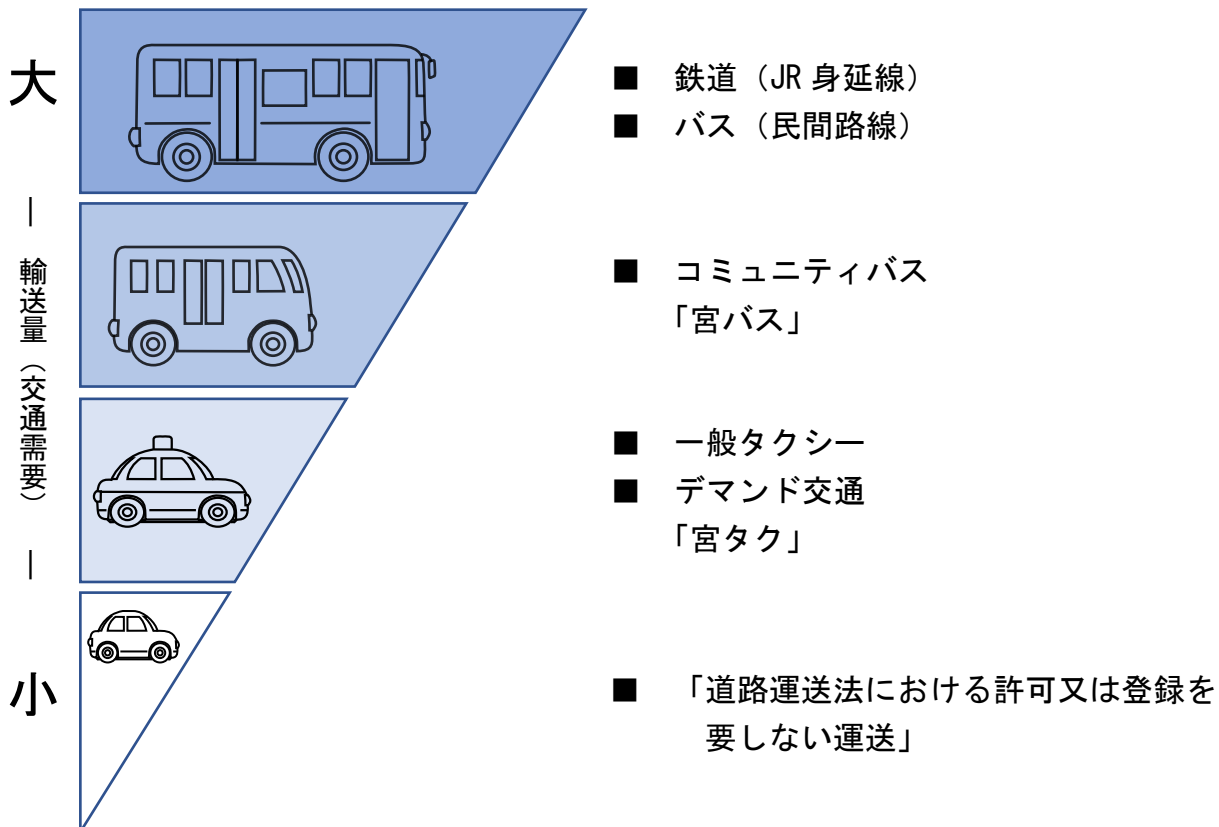 大
｜
輸送量（交通需要）
｜
小
■ 鉄道（JR 身延線）
■ バス（民間路線）
■ コミュニティバス
「宮バス」
■ 一般タクシー
■ デマンド交通
「宮タク」
■ 「道路運送法における許可又は登録を
要しない運送」